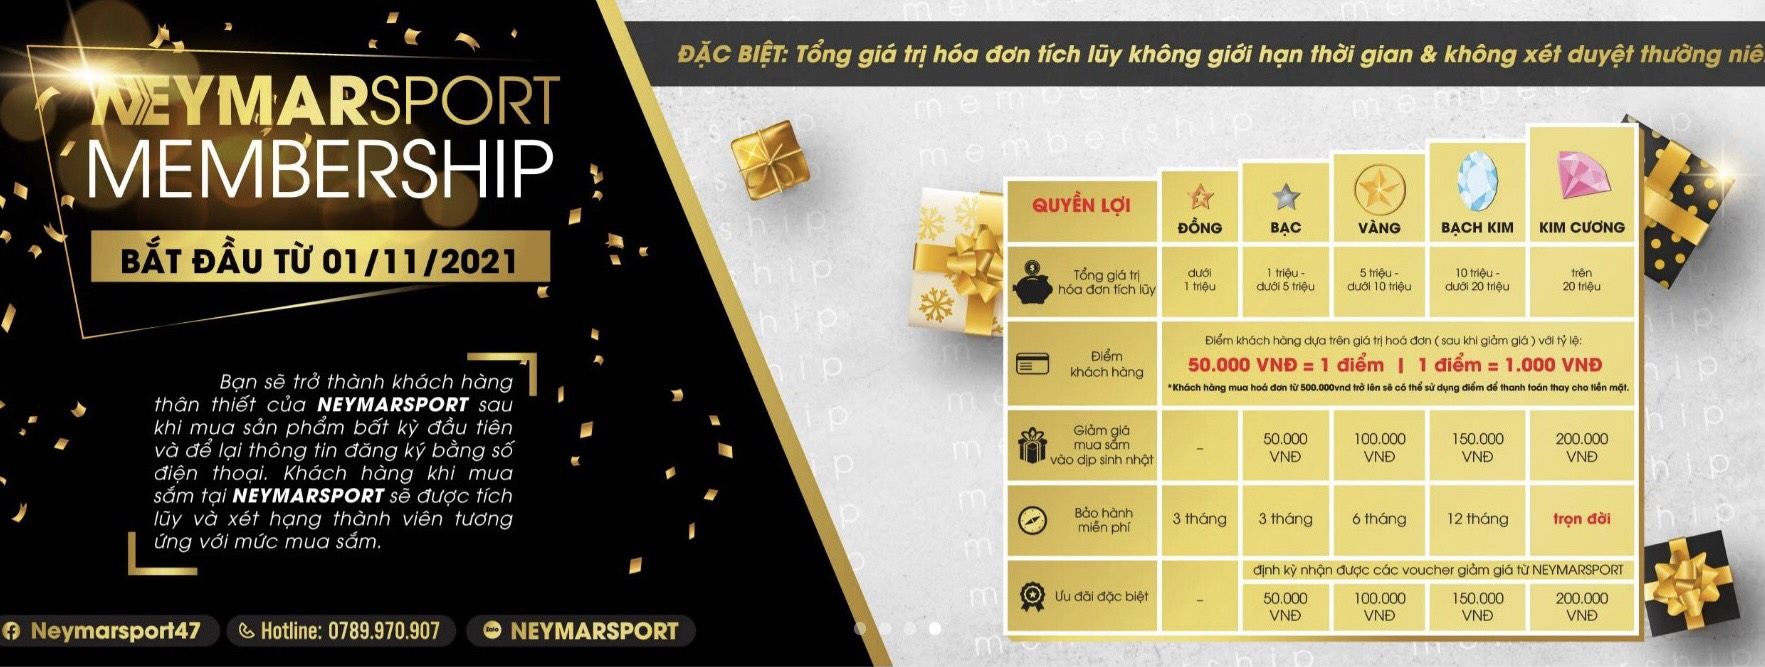 NEYMARSPORT
MEMBERSHIP
BẮT ĐẦU TỪ 01/11/2021
Bạn sẽ trở thành khách hàng
thân thiết của NEYMARSPORT sau
khi mua sản phẩm bất kỳ đầu tiên
và để lại thông tin đăng ký bằng số
điện thoại. Khách hàng khi mua
sắm tại NEYMARSPORT sẽ được tích
lũy và xét hạng thành viên tương
ứng với mức mua sắm.
Neymarsport47
Hotline: 0789.970.907
Zalo
NEYMARSPORT
ĐẶC BIỆT: Tổng giá trị hóa đơn tích lũy không giới hạn thời gian & không xét duyệt thường niê
QUYỀN LỢI
ĐỒNG
BẠC
VÀNG
BẠCH KIM
KIM CƯƠNG
Tổng giá trị
hóa đơn tích lũy
dưới
1 triệu
1 triệu -
dưới 5 triệu
5 triệu -
dưới 10 triệu
10 triệu -
dưới 20 triệu
trên
20 triệu
Điểm
khách hàng
Điểm khách hàng dựa trên giá trị hoá đơn ( sau khi giảm giá ) với tỷ lệ:
50.000 VNĐ = 1 điểm | 1 điểm = 1.000 VNĐ
*Khách hàng mua hoá đơn từ 500.000vnd trở lên sẽ có thể sử dụng điểm để thanh toán thay cho tiền mặt.
Giảm giá
mua sắm
vào dịp sinh nhật
-
50.000
VNĐ
100.000
VNĐ
150.000
VNĐ
200.000
VNĐ
Bảo hành
miễn phí
3 tháng
3 tháng
6 tháng
12 tháng
trọn đời
Ưu đãi đặc biệt
-
định kỳ nhận được các voucher giảm giá từ NEYMARSPORT
50.000
VNĐ
100.000
VNĐ
150.000
VNĐ
200.000
VNĐ